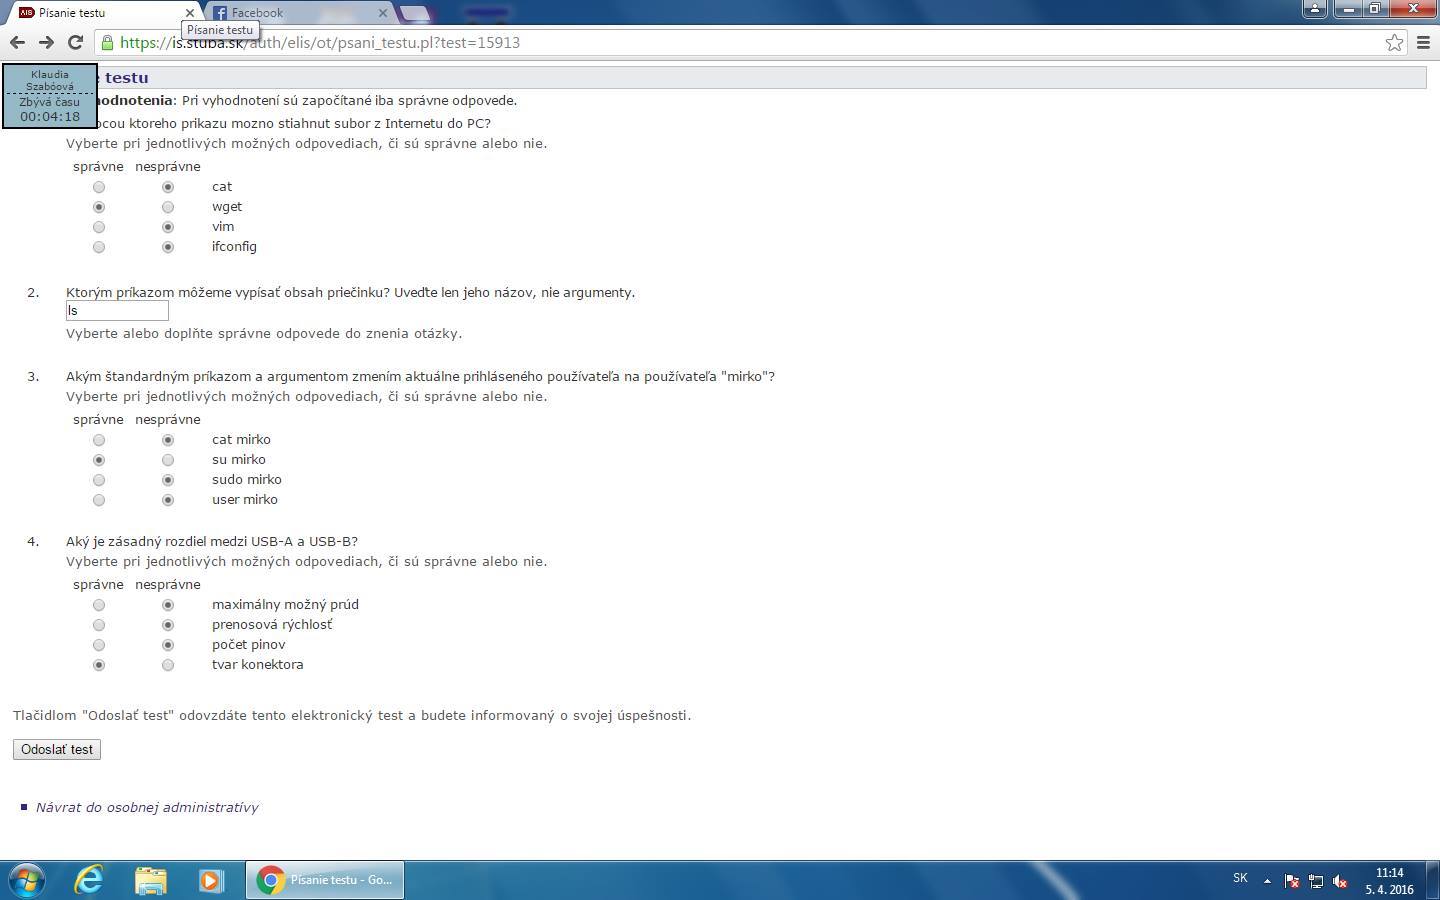 Písanie testu
Facebook
Písanie testu
https://is.stuba.sk/auth/elis/ot/psani_testu.pl?test=15913
Klaudia
Szabóová
Zbývá času
00:04:18
testu
hodnotenia: Pri vyhodnotení sú započítané iba správne odpovede.
ktoreho prikazu mozno stiahnut subor z Internetu do PC?
Vyberte pri jednotlivých možných odpovediach, či sú správne alebo nie.
správne nesprávne
cat
wget
vim
ifconfig
2. Ktorým príkazom môžeme vypísať obsah priečinku? Uveďte len jeho názov, nie argumenty.
ls
Vyberte alebo doplňte správne odpovede do znenia otázky.
3. Akým štandardným príkazom a argumentom zmením aktuálne prihláseného používateľa na používateľa "mirko"?
Vyberte pri jednotlivých možných odpovediach, či sú správne alebo nie.
správne nesprávne
cat mirko
su mirko
sudo mirko
user mirko
4. Aký je zásadný rozdiel medzi USB-A a USB-B?
Vyberte pri jednotlivých možných odpovediach, či sú správne alebo nie.
správne nesprávne
maximálny možný prúd
prenosová rýchlosť
počet pinov
tvar konektora
Tlačidlom "Odoslať test" odovzdáte tento elektronický test a budete informovaný o svojej úspešnosti.
Odoslať test
Návrat do osobnej administratívy
Písanie testu - Go...
SK
11:14
5. 4. 2016